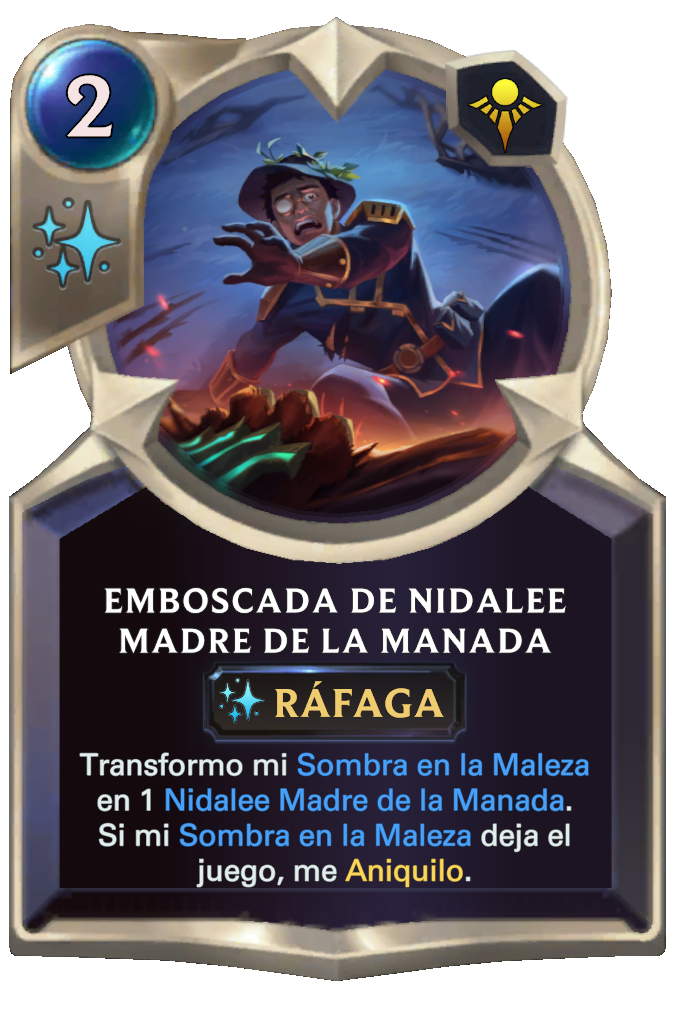 2
EMBOSCADA DE NIDALEE
MADRE DE LA MANADA
RÁFAGA
Transformo mi Sombra en la Maleza
en 1 Nidalee Madre de la Manada.
Si mi Sombra en la Maleza deja el
juego, me Aniquilo.